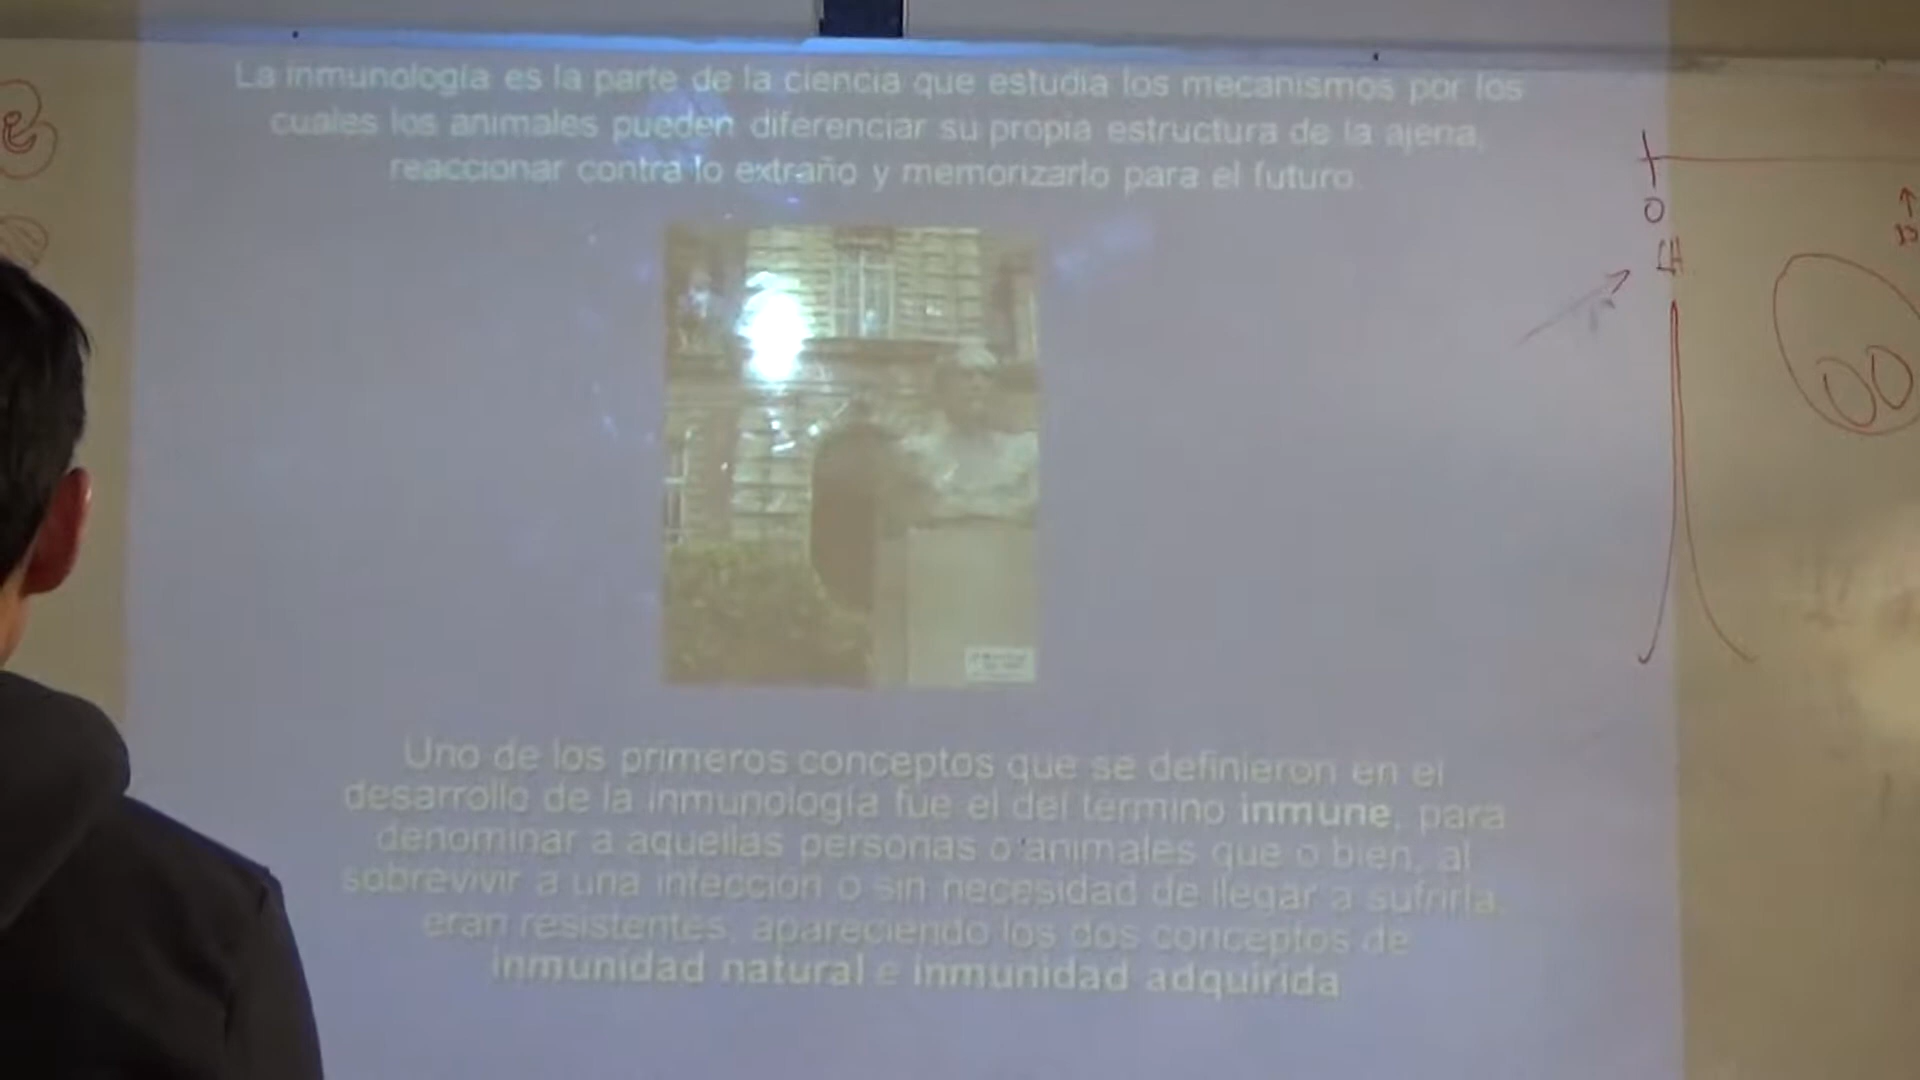 La inmunología es la parte de la ciencia que estudia los mecanismos por los
cuales los animales pueden diferenciar su propia estructura de la ajena,
reaccionar contra lo extraño y memorizarlo para el futuro.
O
Uno de los primeros conceptos que se definieron en el
desarrollo de la inmunología fue el del término inmune, para
denominar a aquellas personas o animales que o bien, al
sobrevivir a una infección o sin necesidad de llegar a sufrirla,
eran resistentes, apareciendo los dos conceptos de
inmunidad natural e inmunidad adquirida